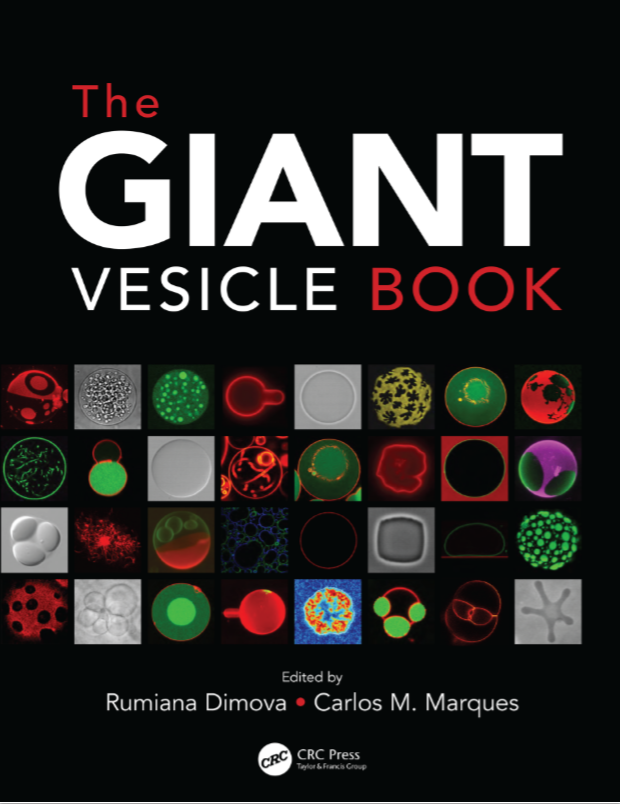 The
GIANT
VESICLE BOOK
Edited by
Rumiana Dimova • Carlos M. Marques
CRC
CRC Press
Taylor & Francis Group